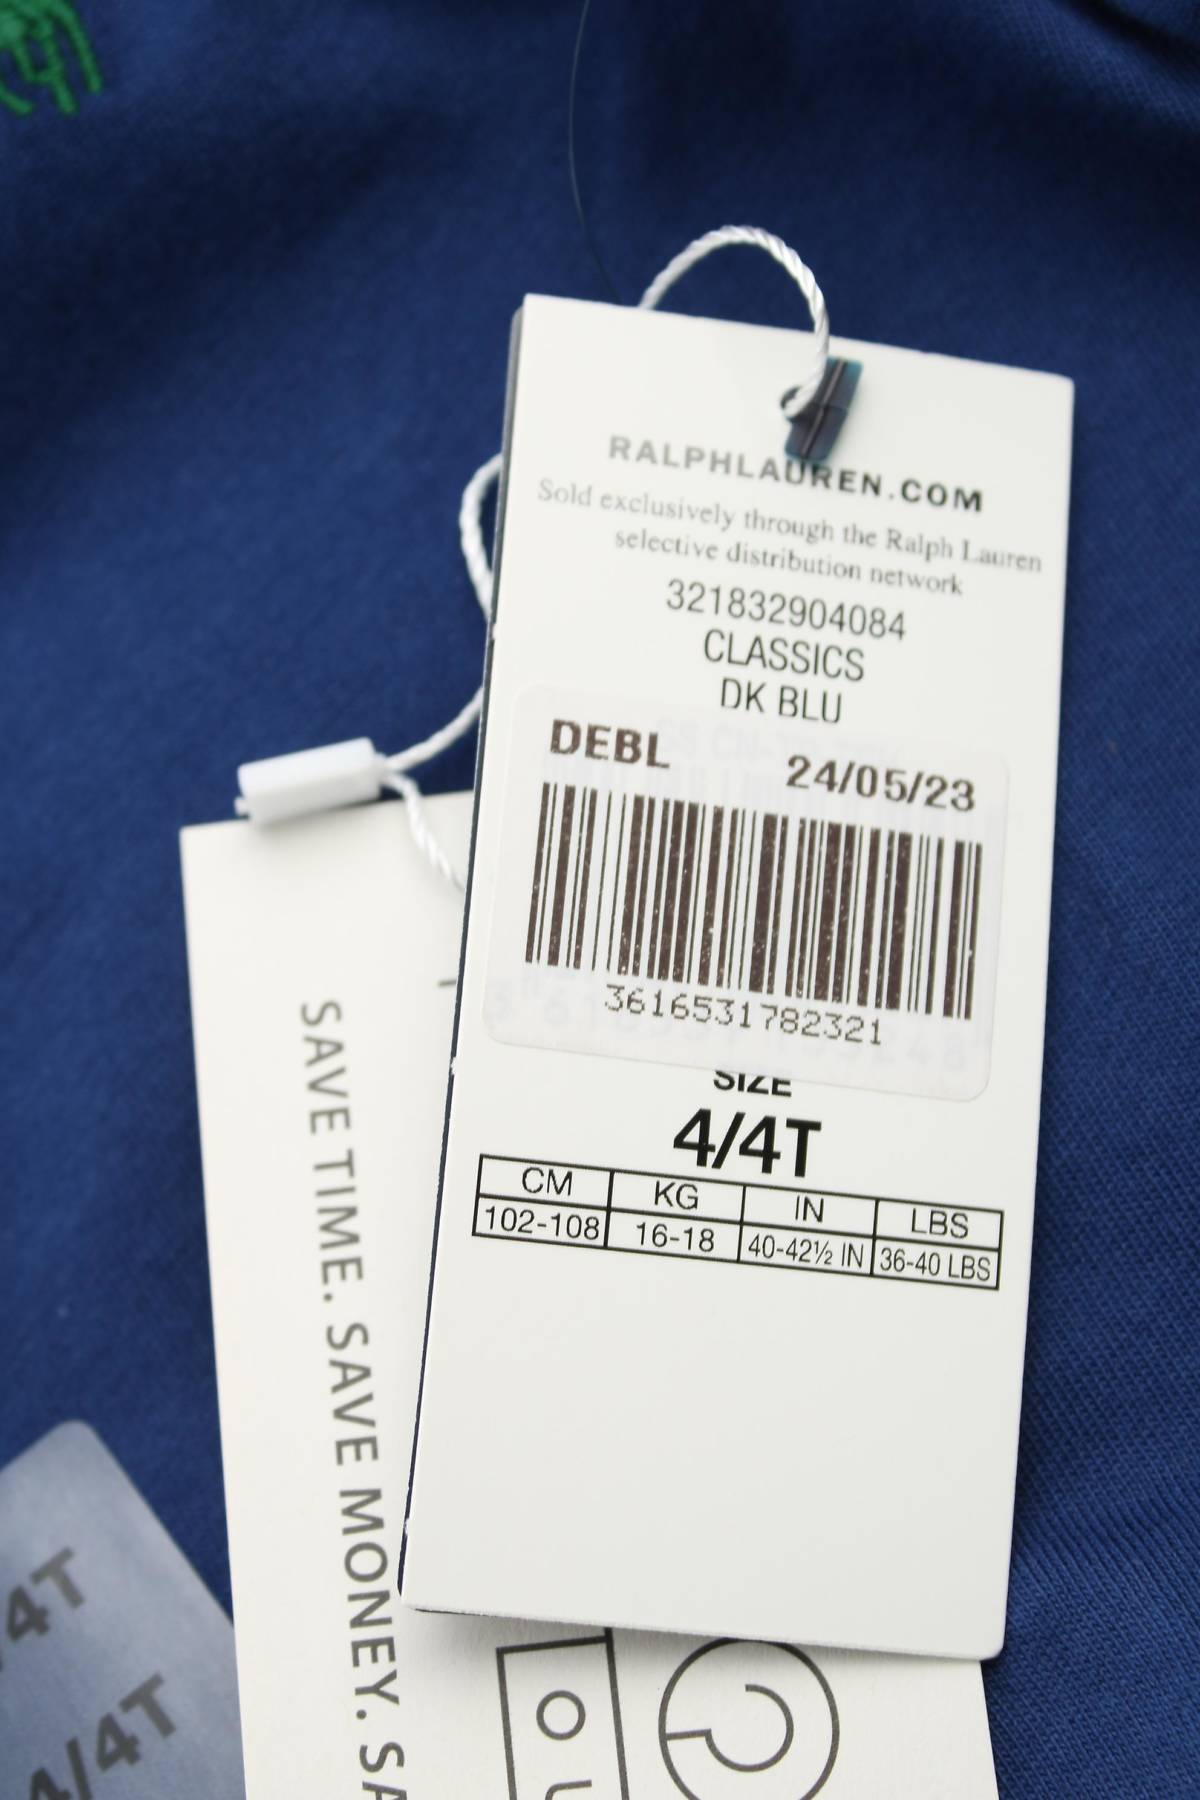 RALPHLAUREN.COM
Sold exclusively through the Ralph Lauren
selective distribution network
321832904084
CLASSICS
DK BLU
DEBL 24/05/23
3616531782321
SIZE
4/4T
CM KG IN LBS
102-108 16-18 40-42½ IN 36-40 LBS
SAVE TIME. SAVE MONEY. SA
4T
4/4T